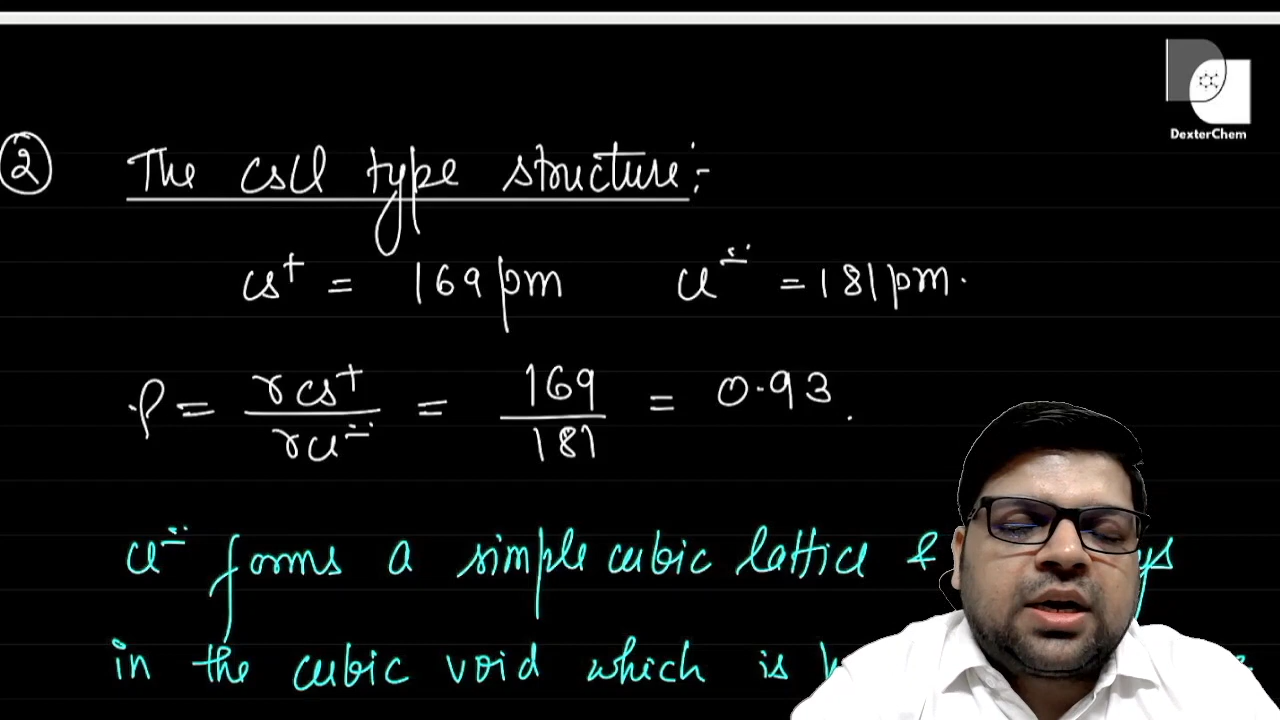 DexterChem
② The CsCl type structure:-
Cs⁺ = 169 pm Cl⁻ = 181 pm.
ρ = rCs⁺ / rCl⁻ = 169 / 181 = 0.93.
Cl⁻ forms a simple cubic lattice &
in the cubic void which is